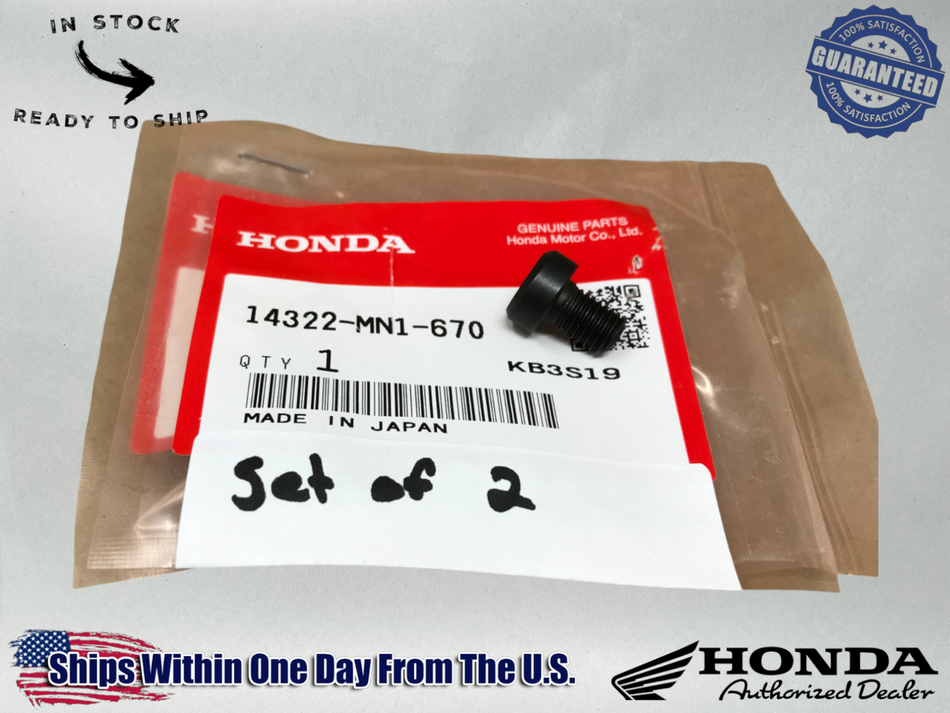 IN STOCK
READY TO SHIP
100% SATISFACTION
GUARANTEED
100% SATISFACTION
HONDA
GENUINE PARTS
Honda Motor Co., Ltd.
14322-MN1-670
QTY 1
KB3S19
MADE IN JAPAN
Set of 2
Ships Within One Day From The U.S.
HONDA
Authorized Dealer